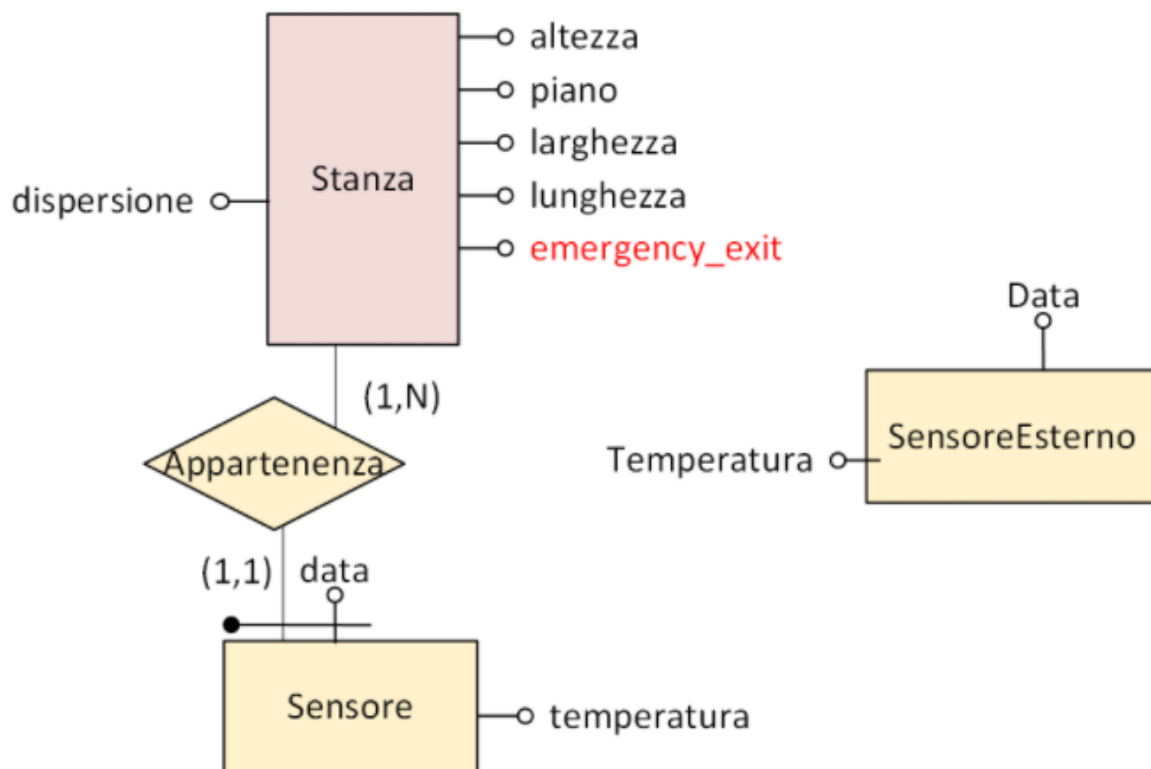 altezza
piano
larghezza
lunghezza
emergency_exit
Stanza
dispersione
(1,N)
Appartenenza
(1,1)
data
Sensore
temperatura
Data
SensoreEsterno
Temperatura